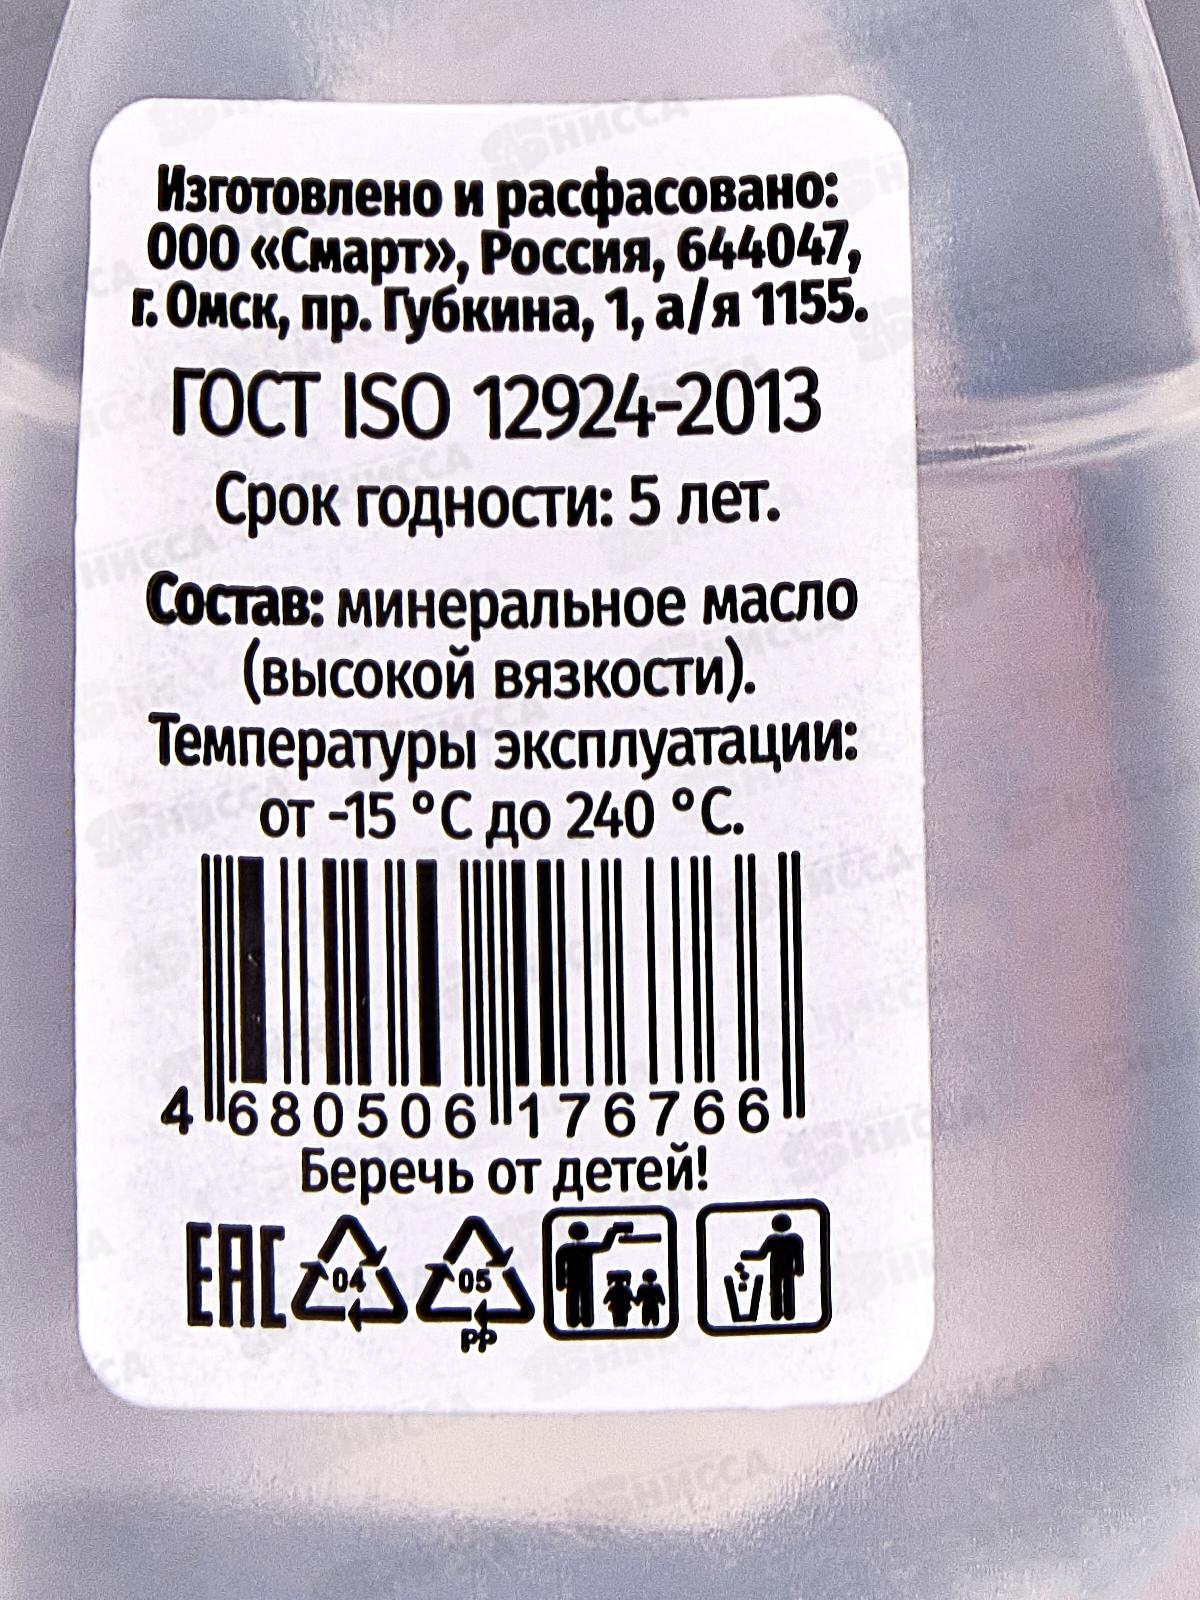 Изготовлено и расфасовано:
ООО «Смарт», Россия, 644047,
г. Омск, пр. Губкина, 1, а/я 1155.
ГОСТ ISO 12924-2013
Срок годности: 5 лет.
Состав: минеральное масло
(высокой вязкости).
Температуры эксплуатации:
от -15 °C до 240 °C.
4 680506 176766
Беречь от детей!
ЕАС 04 05
PP